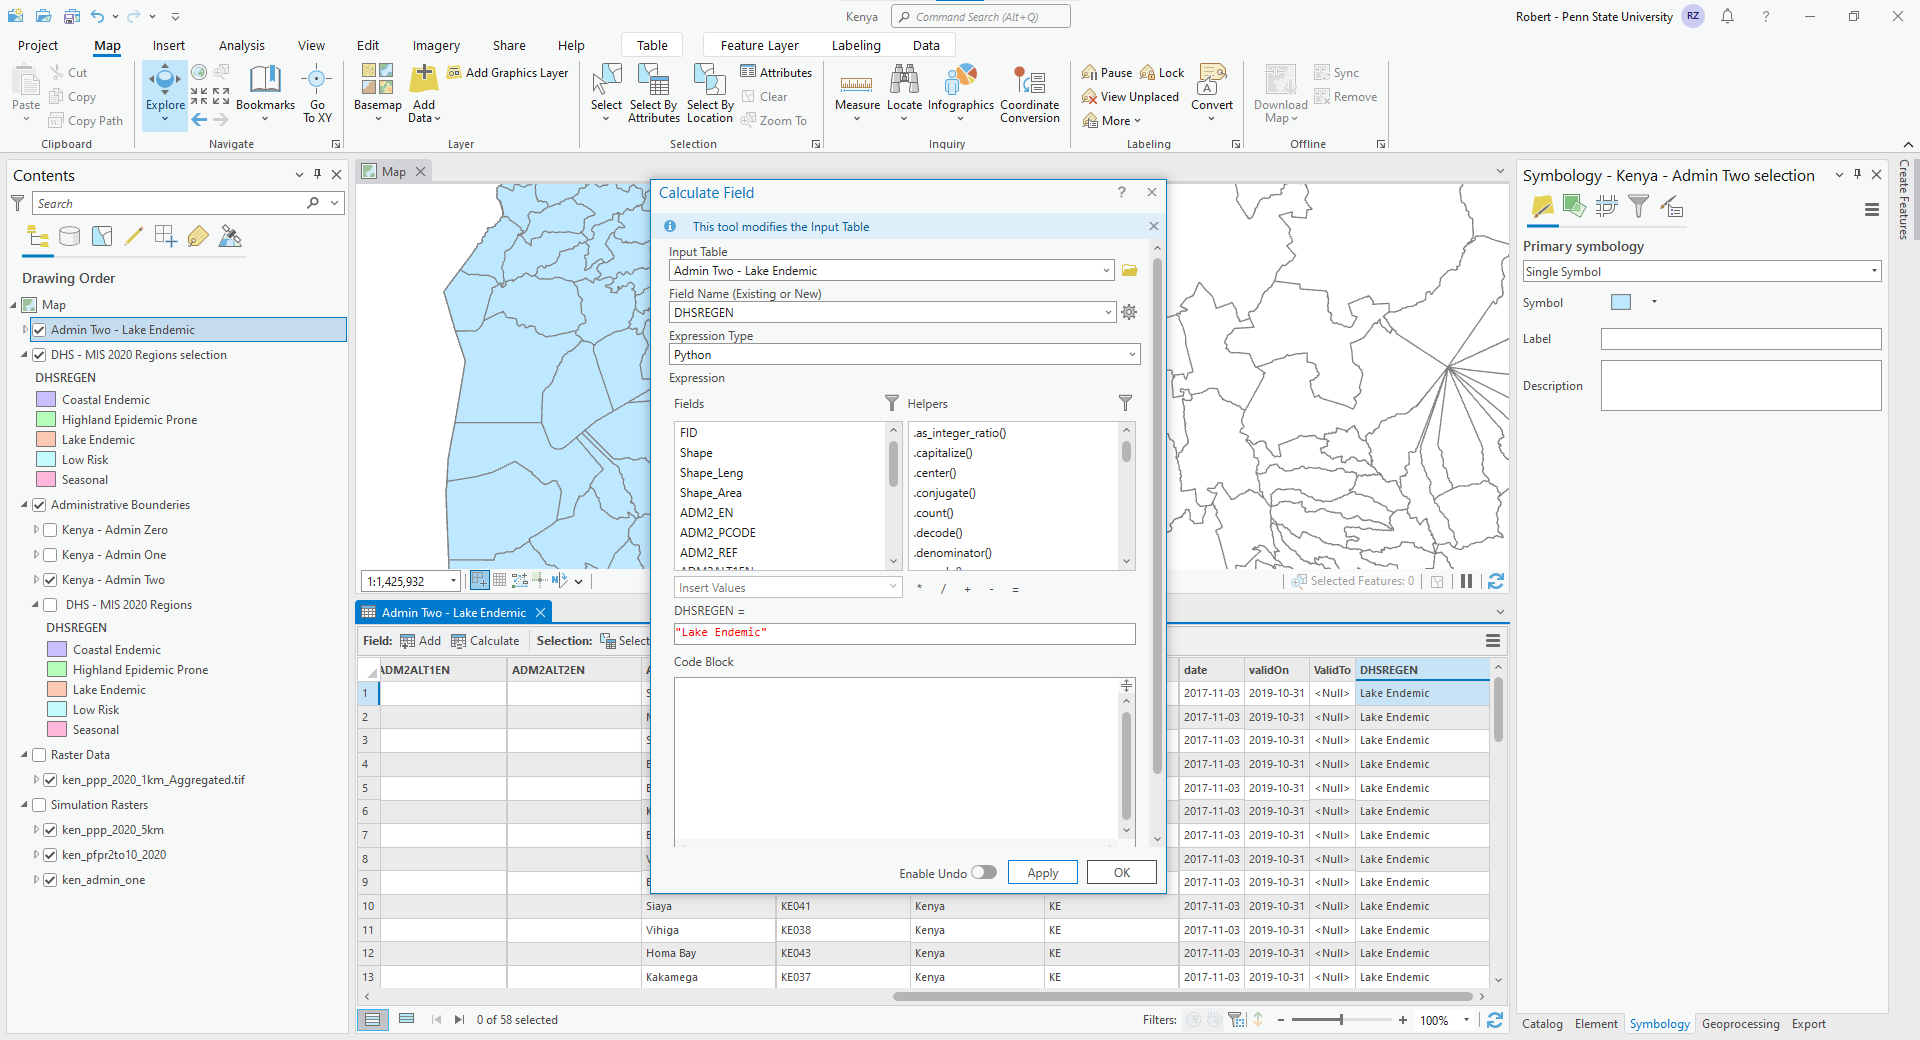 Kenya
Command Search (Alt+Q)
Robert - Penn State University
RZ
?
Project
Map
Insert
Analysis
View
Edit
Imagery
Share
Help
Table
Feature Layer
Labeling
Data
Paste
Cut
Copy
Copy Path
Clipboard
Explore
Bookmarks
Go
To XY
Navigate
Basemap
Add
Data
Add Graphics Layer
Layer
Select
Select By
Attributes
Select By
Location
Attributes
Clear
Zoom To
Selection
Measure
Locate
Infographics
Coordinate
Conversion
Inquiry
Pause
Lock
View Unplaced
More
Convert
Labeling
Download
Map
Sync
Remove
Offline
Contents
Search
Drawing Order
Map
Admin Two - Lake Endemic
DHS - MIS 2020 Regions selection
DHSREGEN
Coastal Endemic
Highland Epidemic Prone
Lake Endemic
Low Risk
Seasonal
Administrative Bounderies
Kenya - Admin Zero
Kenya - Admin One
Kenya - Admin Two
DHS - MIS 2020 Regions
DHSREGEN
Coastal Endemic
Highland Epidemic Prone
Lake Endemic
Low Risk
Seasonal
Raster Data
ken_ppp_2020_1km_Aggregated.tif
Simulation Rasters
ken_ppp_2020_5km
ken_pfpr2to10_2020
ken_admin_one
Map
1:1,425,932
Selected Features: 0
Calculate Field
?
This tool modifies the Input Table
Input Table
Admin Two - Lake Endemic
Field Name (Existing or New)
DHSREGEN
Expression Type
Python
Expression
Fields
Helpers
FID
Shape
Shape_Leng
Shape_Area
ADM2_EN
ADM2_PCODE
ADM2_REF
ADM2ALT1EN
.as_integer_ratio()
.capitalize()
.center()
.conjugate()
.count()
.decode()
.denominator()
Insert Values
* / + - =
DHSREGEN =
"Lake Endemic"
Code Block
Enable Undo
Apply
OK
Admin Two - Lake Endemic
Field:
Add
Calculate
Selection:
ADM2ALT2EN
date validOn ValidTo DHSREGEN
1 2017-11-03 2019-10-31 <Null> Lake Endemic
2 2017-11-03 2019-10-31 <Null> Lake Endemic
3 2017-11-03 2019-10-31 <Null> Lake Endemic
4 2017-11-03 2019-10-31 <Null> Lake Endemic
5 2017-11-03 2019-10-31 <Null> Lake Endemic
6 2017-11-03 2019-10-31 <Null> Lake Endemic
7 2017-11-03 2019-10-31 <Null> Lake Endemic
8 2017-11-03 2019-10-31 <Null> Lake Endemic
9 2017-11-03 2019-10-31 <Null> Lake Endemic
10 Siaya KE041 Kenya KE 2017-11-03 2019-10-31 <Null> Lake Endemic
11 Vihiga KE038 Kenya KE 2017-11-03 2019-10-31 <Null> Lake Endemic
12 Homa Bay KE043 Kenya KE 2017-11-03 2019-10-31 <Null> Lake Endemic
13 Kakamega KE037 Kenya KE 2017-11-03 2019-10-31 <Null> Lake Endemic
0 of 58 selected
Filters:
100%
Symbology - Kenya - Admin Two selection
Primary symbology
Single Symbol
Symbol
Label
Description
Catalog
Element
Symbology
Geoprocessing
Export
Create Features